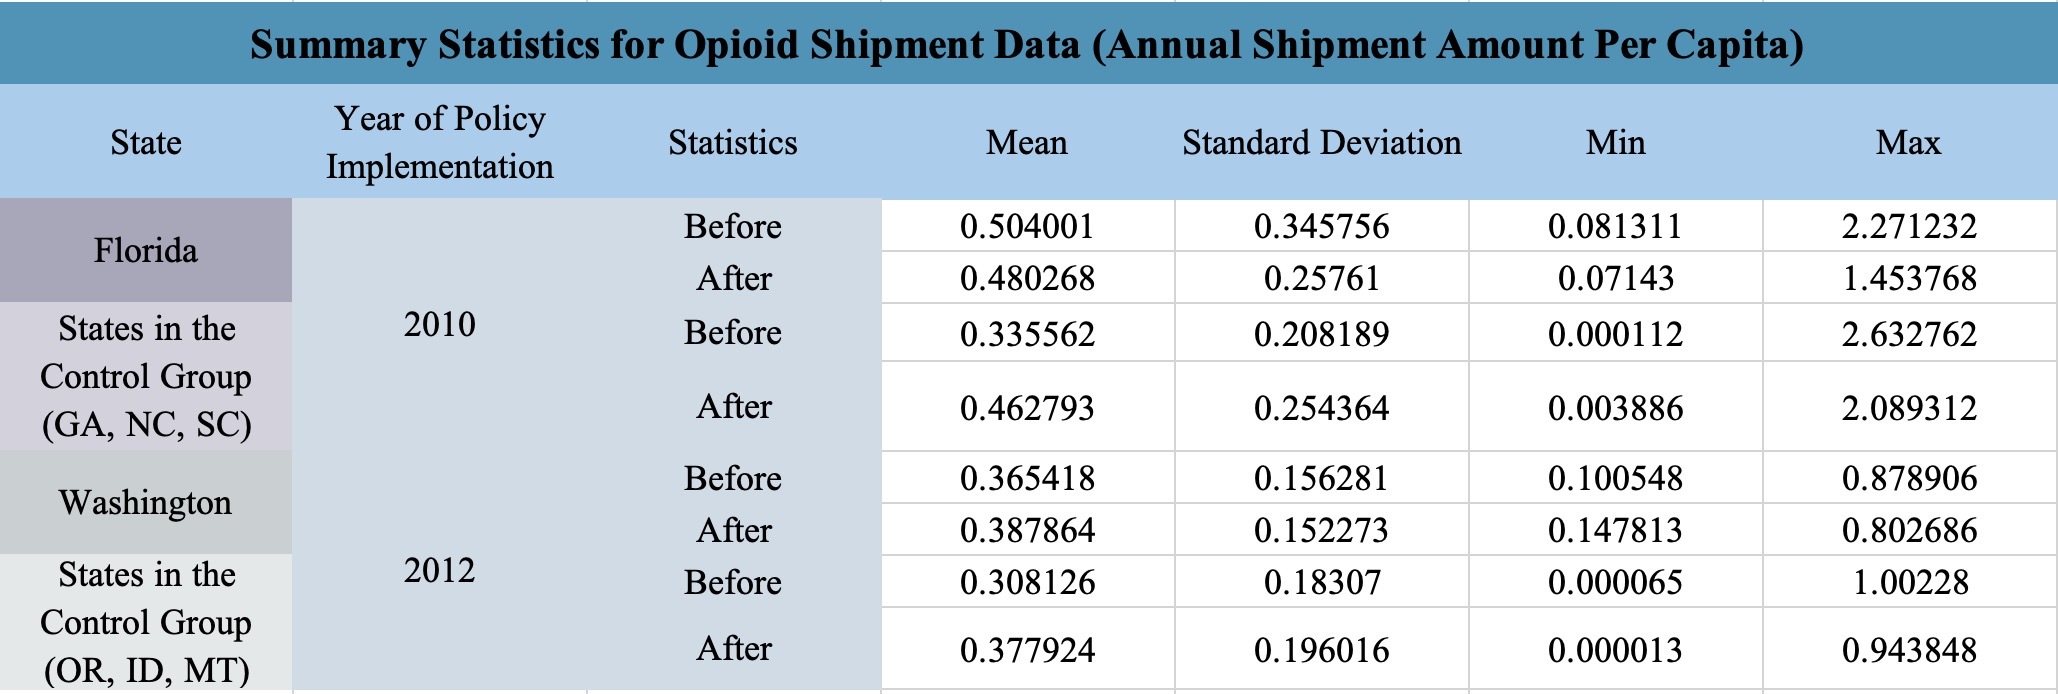 Summary Statistics for Opioid Shipment Data (Annual Shipment Amount Per Capita)
State Year of Policy Implementation Statistics Mean Standard Deviation Min Max
Florida 2010 Before 0.504001 0.345756 0.081311 2.271232
After 0.480268 0.25761 0.07143 1.453768
States in the Control Group (GA, NC, SC) Before 0.335562 0.208189 0.000112 2.632762
After 0.462793 0.254364 0.003886 2.089312
Washington 2012 Before 0.365418 0.156281 0.100548 0.878906
After 0.387864 0.152273 0.147813 0.802686
States in the Control Group (OR, ID, MT) Before 0.308126 0.18307 0.000065 1.00228
After 0.377924 0.196016 0.000013 0.943848